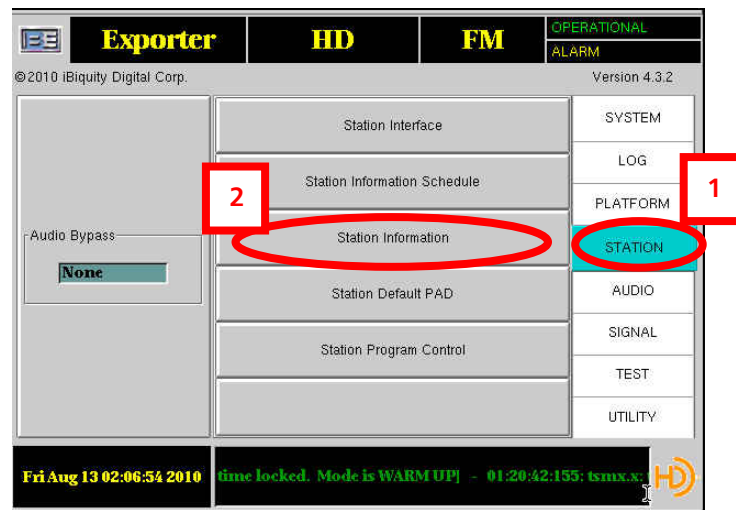 Exporter
HD
FM
OPERATIONAL
ALARM
©2010 iBiquity Digital Corp.
Version 4.3.2
Station Interface
Station Information Schedule
Station Information
Station Default PAD
Station Program Control
Audio Bypass
None
SYSTEM
LOG
PLATFORM
STATION
AUDIO
SIGNAL
TEST
UTILITY
1
2
Fri Aug 13 02:06:54 2010
time locked. Mode is WARM UP] - 01:20:42:155: tsmx.x:
HD